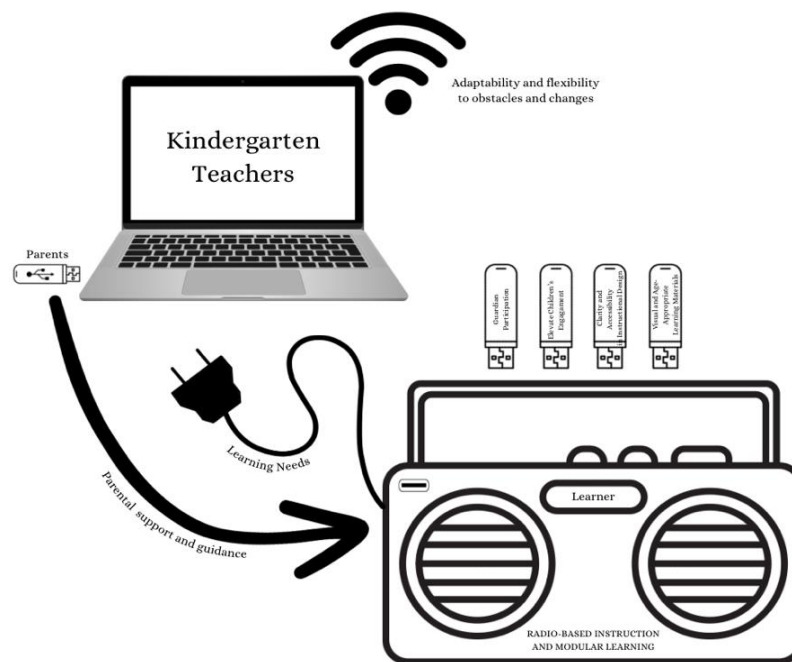 Adaptability and flexibility
to obstacles and changes
Kindergarten
Teachers
Parents
Guardian
Participation
Elevate Children's
Engagament
Clarity and
Accessibility
in Instructional Design
Visual and Age-
Appropriate
Learning Materials
Learning Needs
Parental support and guidance
Learner
RADIO-BASED INSTRUCTION
AND MODULAR LEARNING